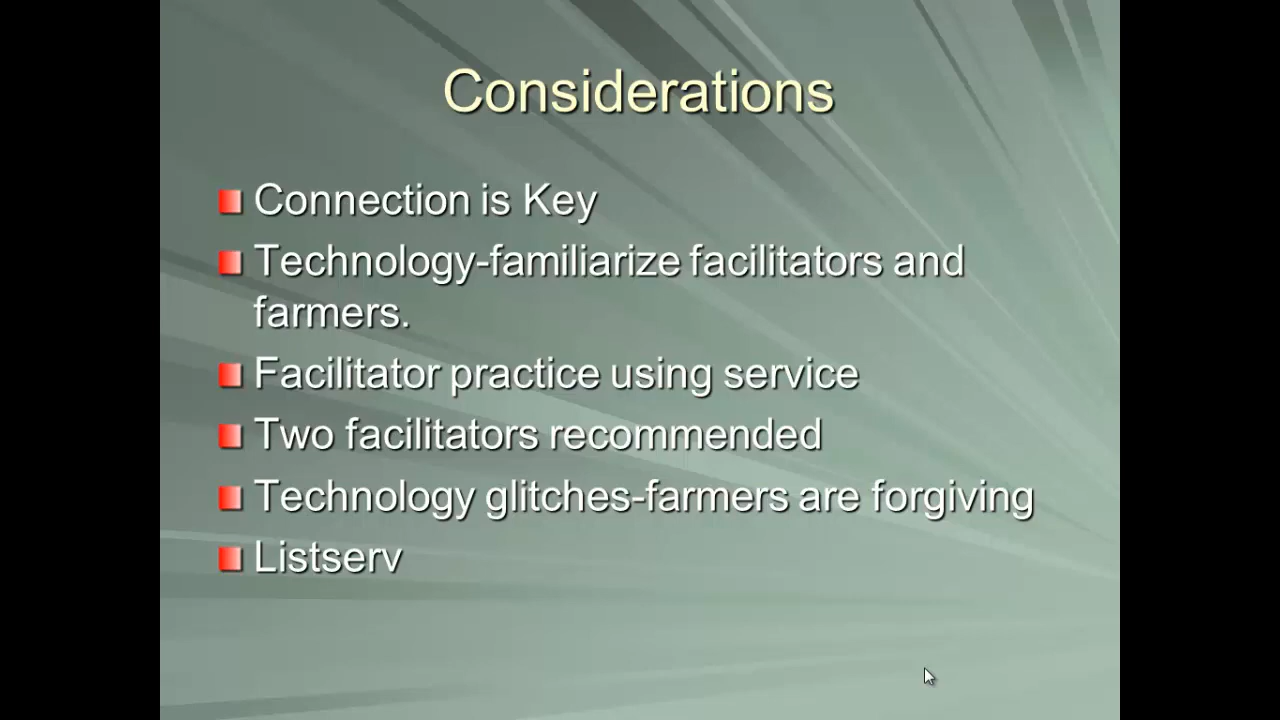 Considerations
Connection is Key
Technology-familiarize facilitators and
farmers.
Facilitator practice using service
Two facilitators recommended
Technology glitches-farmers are forgiving
Listserv